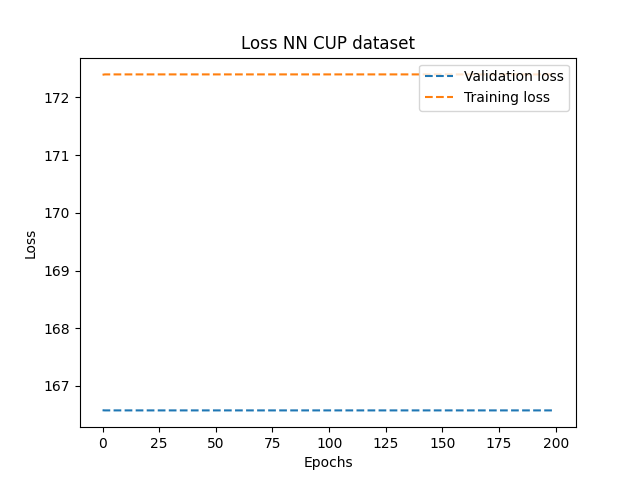 Loss NN CUP dataset
Validation loss
Training loss
172
171
170
169
168
167
Loss
0 25 50 75 100 125 150 175 200
Epochs